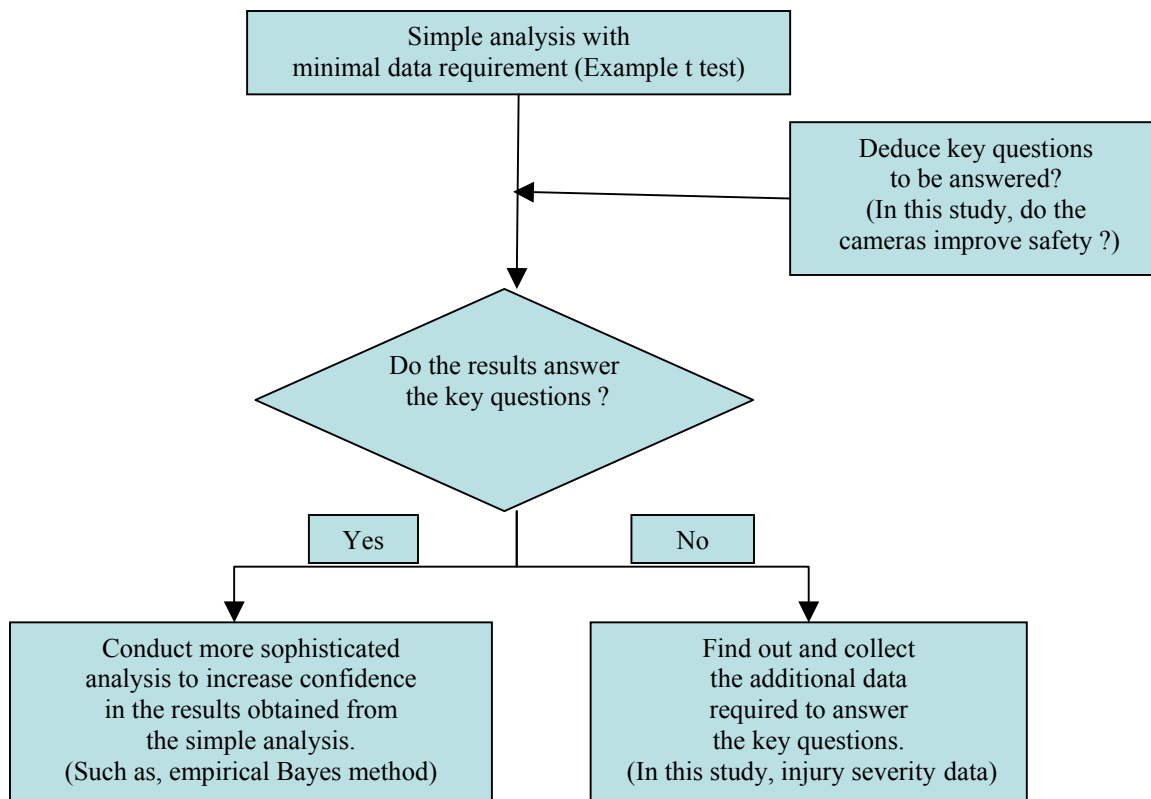 Simple analysis with
minimal data requirement (Example t test)
Deduce key questions
to be answered?
(In this study, do the
cameras improve safety ?)
Do the results answer
the key questions ?
Yes
No
Conduct more sophisticated
analysis to increase confidence
in the results obtained from
the simple analysis.
(Such as, empirical Bayes method)
Find out and collect
the additional data
required to answer
the key questions.
(In this study, injury severity data)